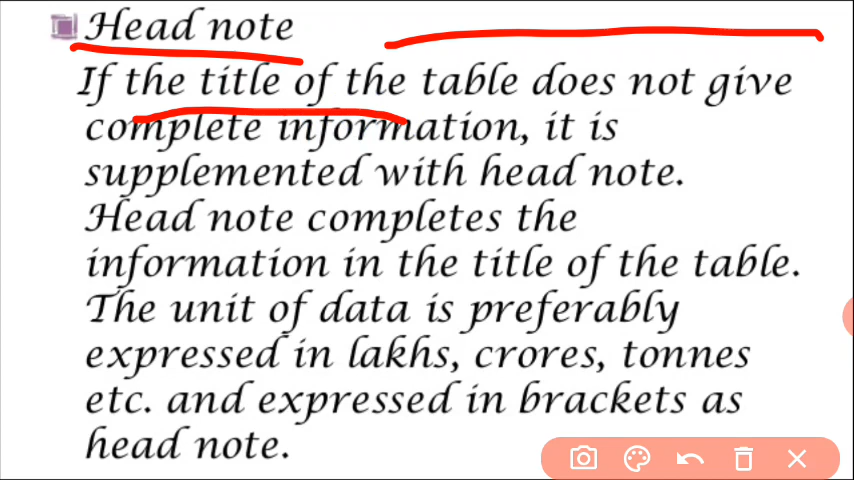 Head note
If the title of the table does not give
complete information, it is
supplemented with head note.
Head note completes the
information in the title of the table.
The unit of data is preferably
expressed in lakhs, crores, tonnes
etc. and expressed in brackets as
head note.